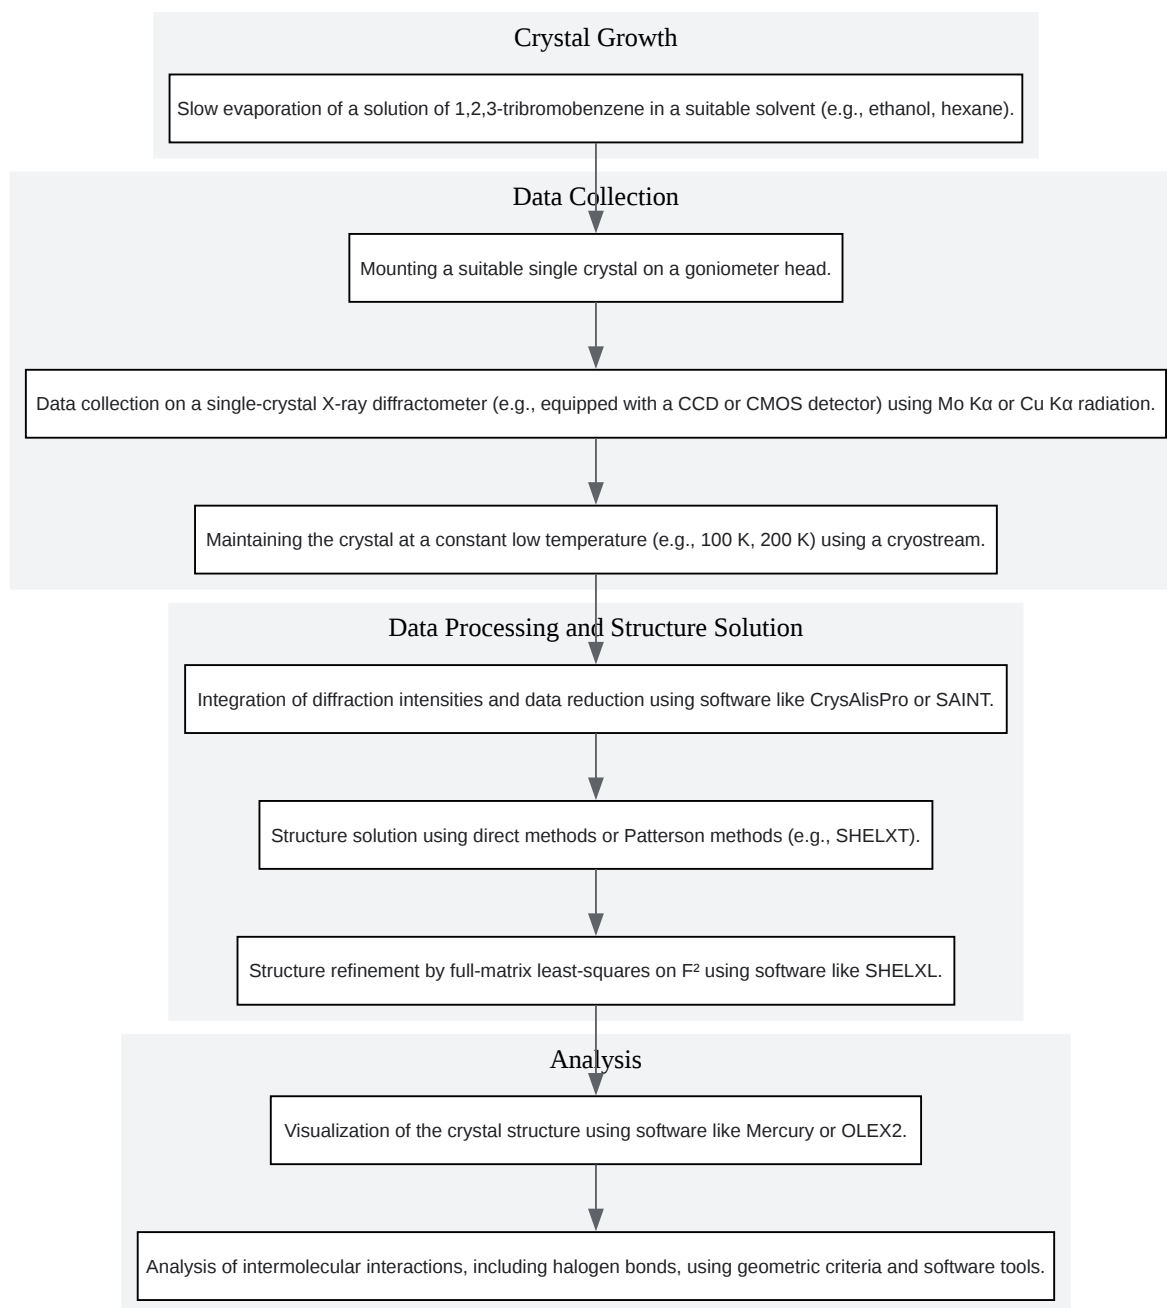 Crystal Growth
Slow evaporation of a solution of 1,2,3-tribromobenzene in a suitable solvent (e.g., ethanol, hexane).
Data Collection
Mounting a suitable single crystal on a goniometer head.
Data collection on a single-crystal X-ray diffractometer (e.g., equipped with a CCD or CMOS detector) using Mo Kα or Cu Kα radiation.
Maintaining the crystal at a constant low temperature (e.g., 100 K, 200 K) using a cryostream.
Data Processing and Structure Solution
Integration of diffraction intensities and data reduction using software like CrysAlisPro or SAINT.
Structure solution using direct methods or Patterson methods (e.g., SHELXT).
Structure refinement by full-matrix least-squares on F² using software like SHELXL.
Analysis
Visualization of the crystal structure using software like Mercury or OLEX2.
Analysis of intermolecular interactions, including halogen bonds, using geometric criteria and software tools.